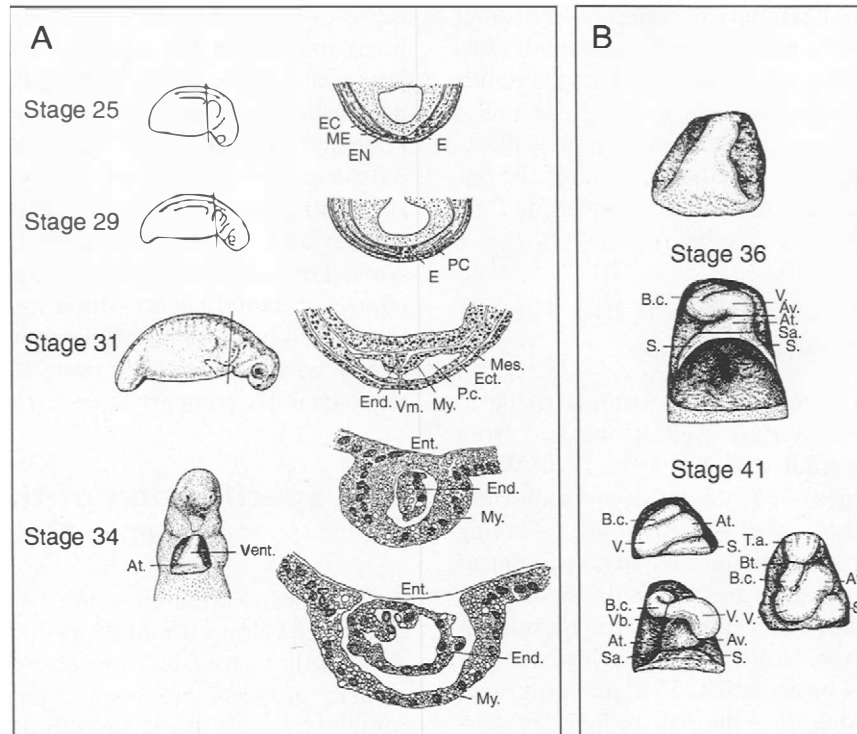 A
Stage 25
EC
ME
EN
E
Stage 29
PC
E
Stage 31
Mes.
Ect.
P.c.
My.
Vm.
End.
Stage 34
At.
Vent.
Ent.
End.
My.
Ent.
End.
My.
B
Stage 36
B.c.
V.
Av.
At.
Sa.
S.
S.
Stage 41
B.c.
At.
V.
S.
T.a.
Bt.
B.c.
V.
B.c.
Vb.
At.
Sa.
V.
Av.
S.